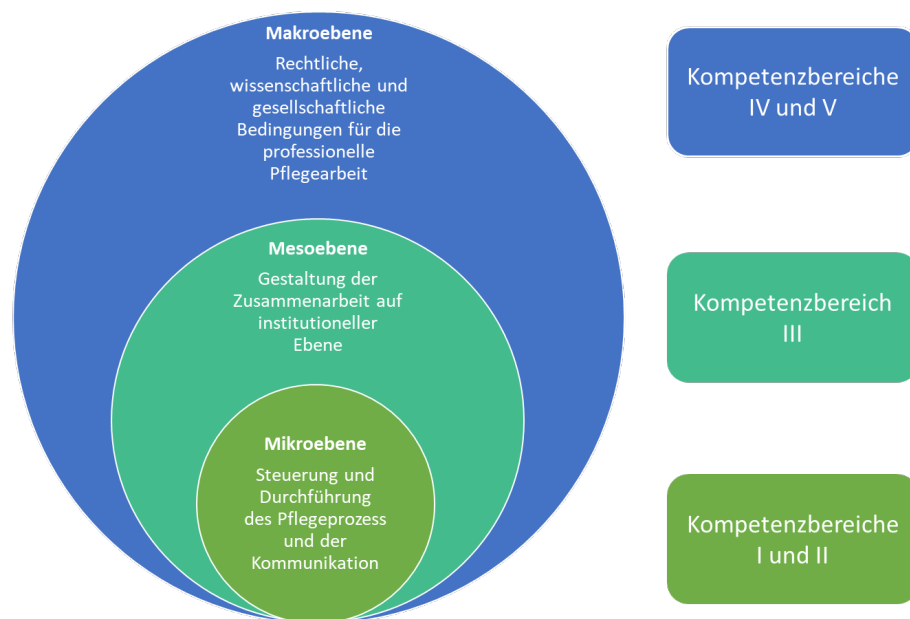 Makroebene
Rechtliche,
wissenschaftliche und
gesellschaftliche
Bedingungen für die
professionelle
Pflegearbeit
Kompetenzbereiche
IV und V
Mesoebene
Gestaltung der
Zusammenarbeit auf
institutioneller
Ebene
Kompetenzbereich
III
Mikroebene
Steuerung und
Durchführung
des Pflegeprozess
und der
Kommunikation
Kompetenzbereiche
I und II